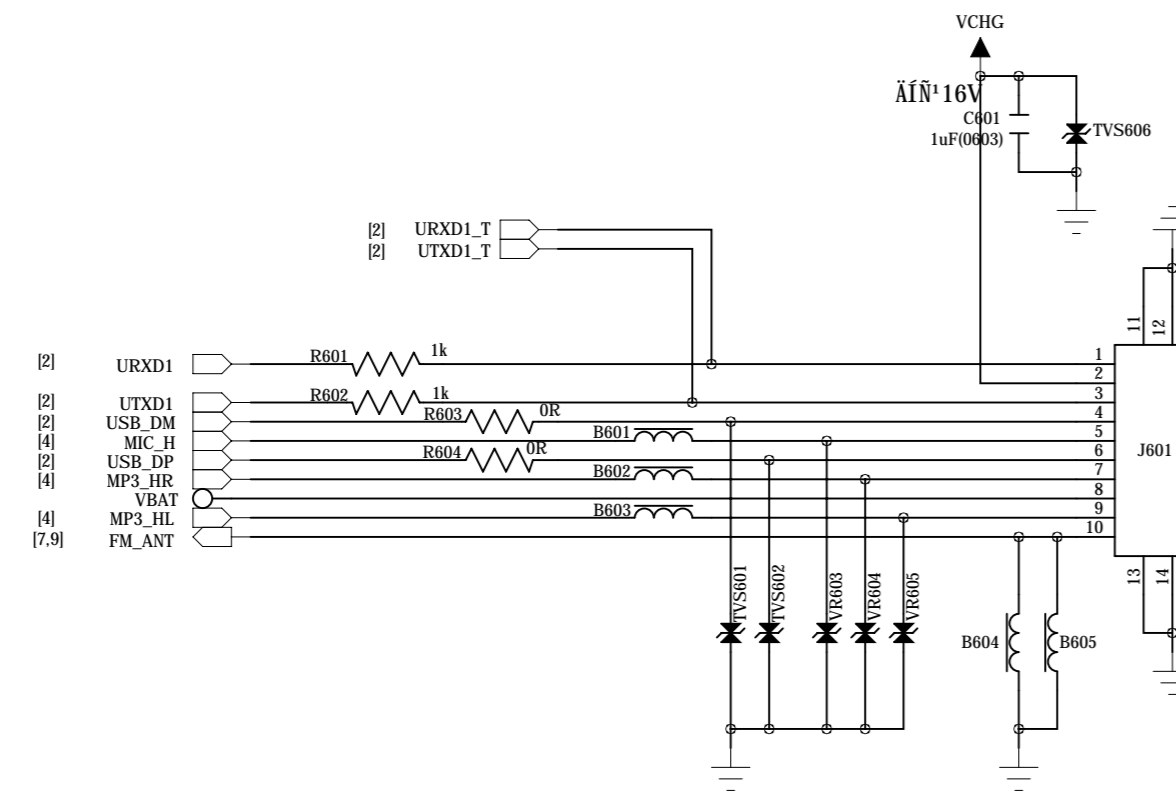 VCHG
ÄÍÑ¹16V
C601
1uF(0603)
TVS606
[2] URXD1_T
[2] UTXD1_T
11
12
[2] URXD1
R601
1k
1
2
[2] UTXD1
R602
1k
3
[2] USB_DM
R603
0R
4
[4] MIC_H
B601
5
[2] USB_DP
R604
0R
6
J601
[4] MP3_HR
B602
7
VBAT
8
[4] MP3_HL
B603
9
[7,9] FM_ANT
10
TVS601
TVS602
VR603
VR604
VR605
13
14
B604
B605